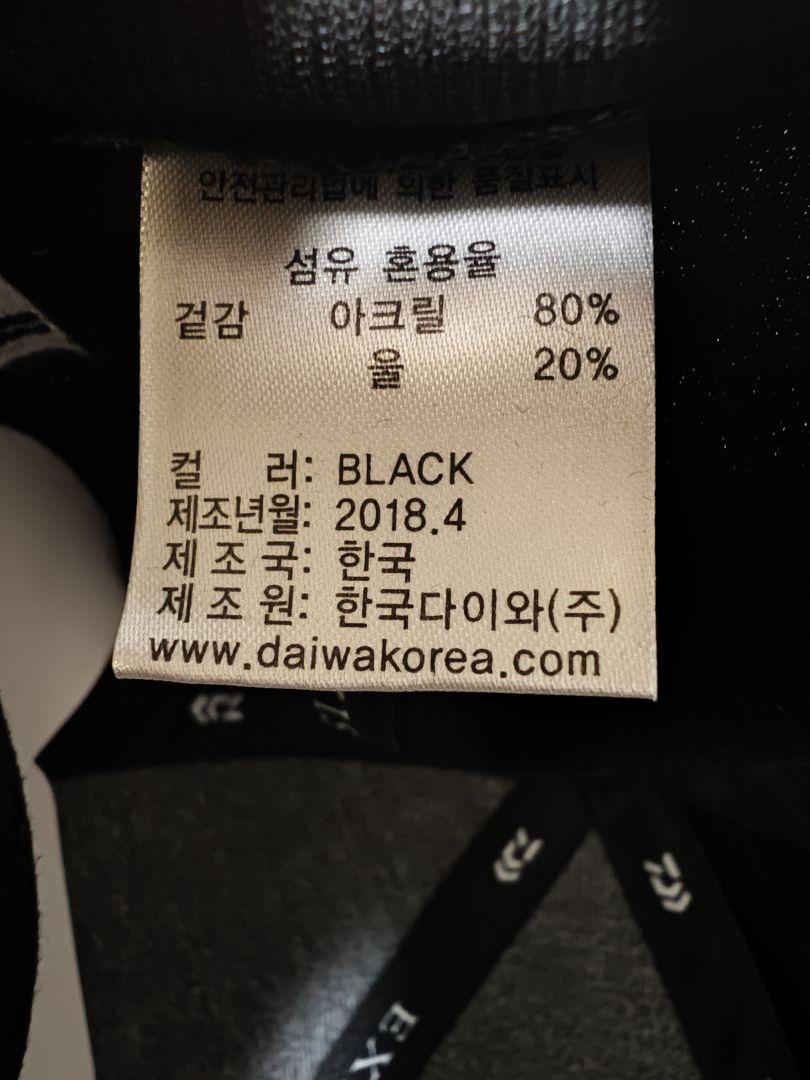 안전관리법에 의한 품질표시
섬유 혼용율
겉감 아크릴 80%
울 20%
컬 러: BLACK
제조년월: 2018.4
제 조 국: 한국
제 조 원: 한국다이와(주)
www.daiwakorea.com
EX